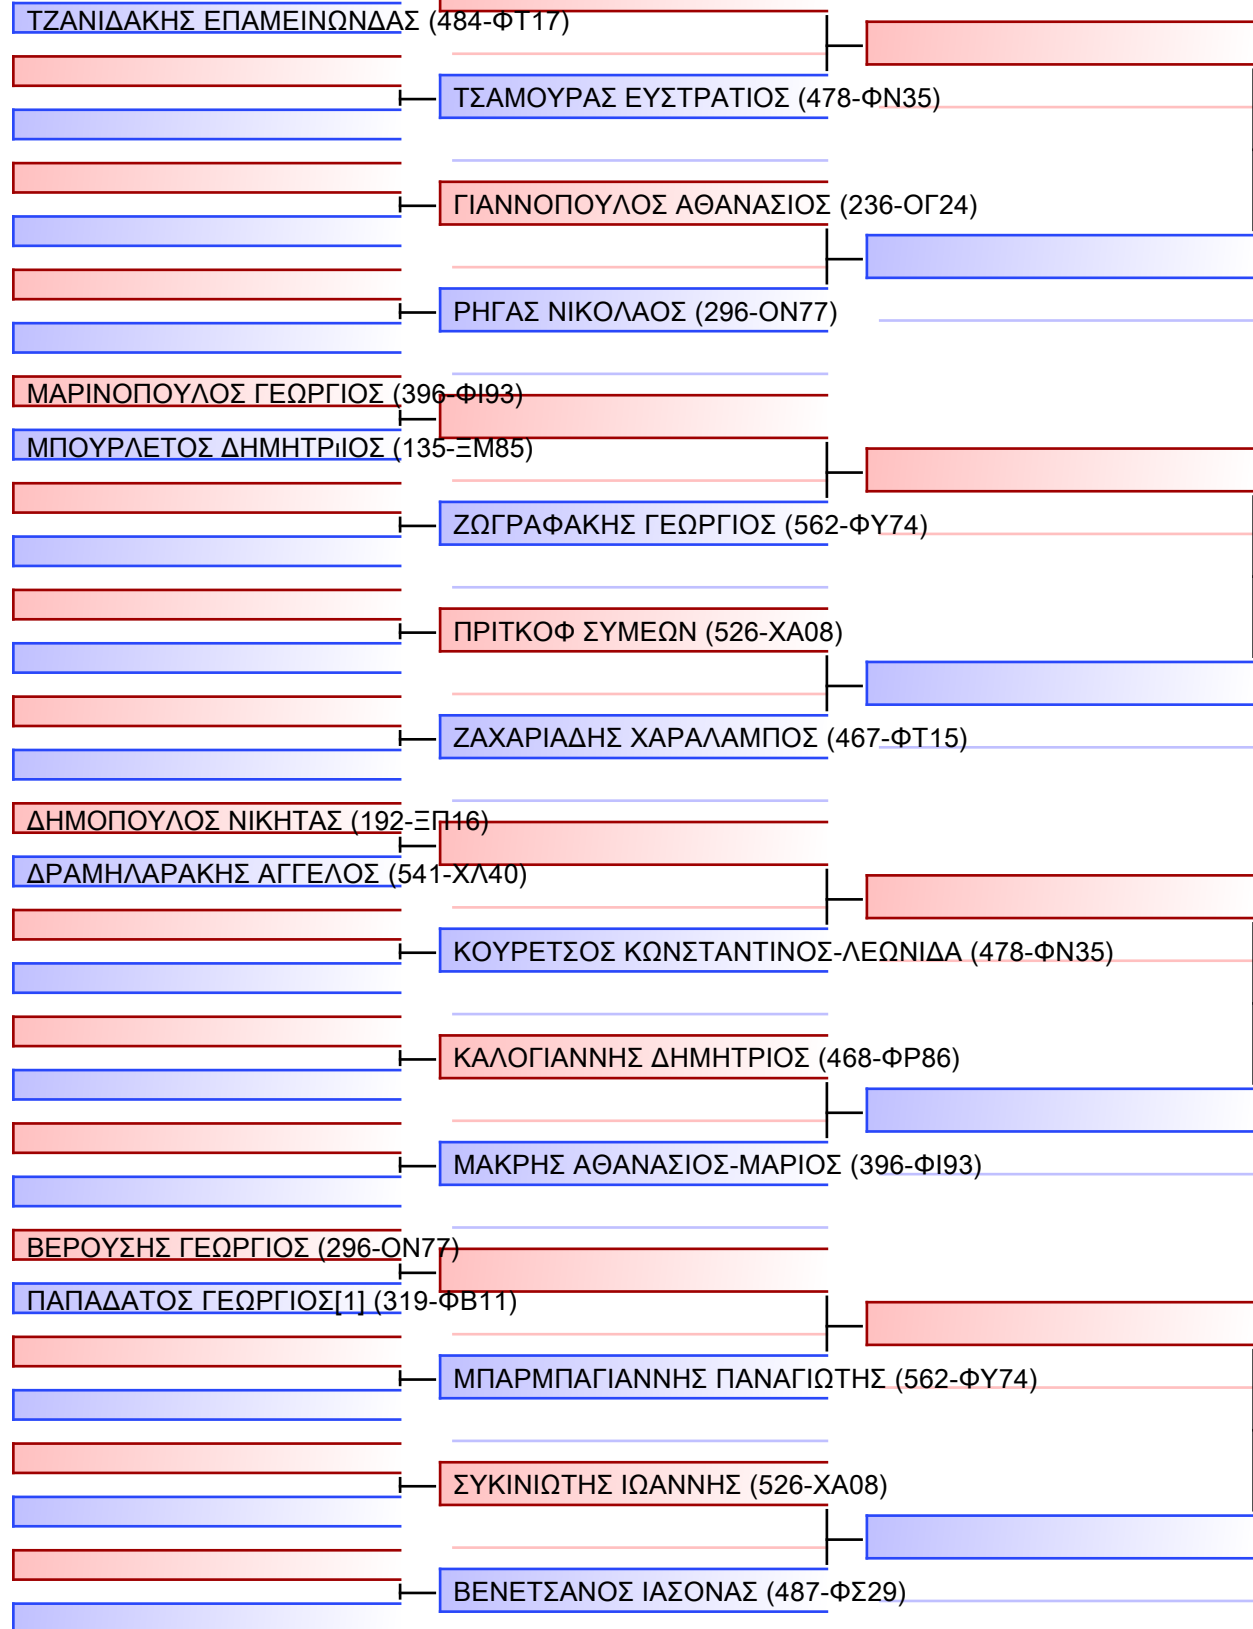 ΤΖΑΝΙΔΑΚΗΣ ΕΠΑΜΕΙΝΩΝΔΑΣ (484-ΦΤ17)
ΤΣΑΜΟΥΡΑΣ ΕΥΣΤΡΑΤΙΟΣ (478-ΦΝ35)
ΓΙΑΝΝΟΠΟΥΛΟΣ ΑΘΑΝΑΣΙΟΣ (236-ΟΓ24)
ΡΗΓΑΣ ΝΙΚΟΛΑΟΣ (296-ΟΝ77)
ΜΑΡΙΝΟΠΟΥΛΟΣ ΓΕΩΡΓΙΟΣ (396-ΦΙ93)
ΜΠΟΥΡΛΕΤΟΣ ΔΗΜΗΤΡιΙΟΣ (135-ΞΜ85)
ΖΩΓΡΑΦΑΚΗΣ ΓΕΩΡΓΙΟΣ (562-ΦΥ74)
ΠΡΙΤΚΟΦ ΣΥΜΕΩΝ (526-ΧΑ08)
ΖΑΧΑΡΙΑΔΗΣ ΧΑΡΑΛΑΜΠΟΣ (467-ΦΤ15)
ΔΗΜΟΠΟΥΛΟΣ ΝΙΚΗΤΑΣ (192-ΞΠ16)
ΔΡΑΜΗΛΑΡΑΚΗΣ ΑΓΓΕΛΟΣ (541-ΧΛ40)
ΚΟΥΡΕΤΣΟΣ ΚΩΝΣΤΑΝΤΙΝΟΣ-ΛΕΩΝΙΔΑ (478-ΦΝ35)
ΚΑΛΟΓΙΑΝΝΗΣ ΔΗΜΗΤΡΙΟΣ (468-ΦΡ86)
ΜΑΚΡΗΣ ΑΘΑΝΑΣΙΟΣ-ΜΑΡΙΟΣ (396-ΦΙ93)
ΒΕΡΟΥΣΗΣ ΓΕΩΡΓΙΟΣ (296-ΟΝ77)
ΠΑΠΑΔΑΤΟΣ ΓΕΩΡΓΙΟΣ[1] (319-ΦΒ11)
ΜΠΑΡΜΠΑΓΙΑΝΝΗΣ ΠΑΝΑΓΙΩΤΗΣ (562-ΦΥ74)
ΣΥΚΙΝΙΩΤΗΣ ΙΩΑΝΝΗΣ (526-ΧΑ08)
ΒΕΝΕΤΣΑΝΟΣ ΙΑΣΟΝΑΣ (487-ΦΣ29)